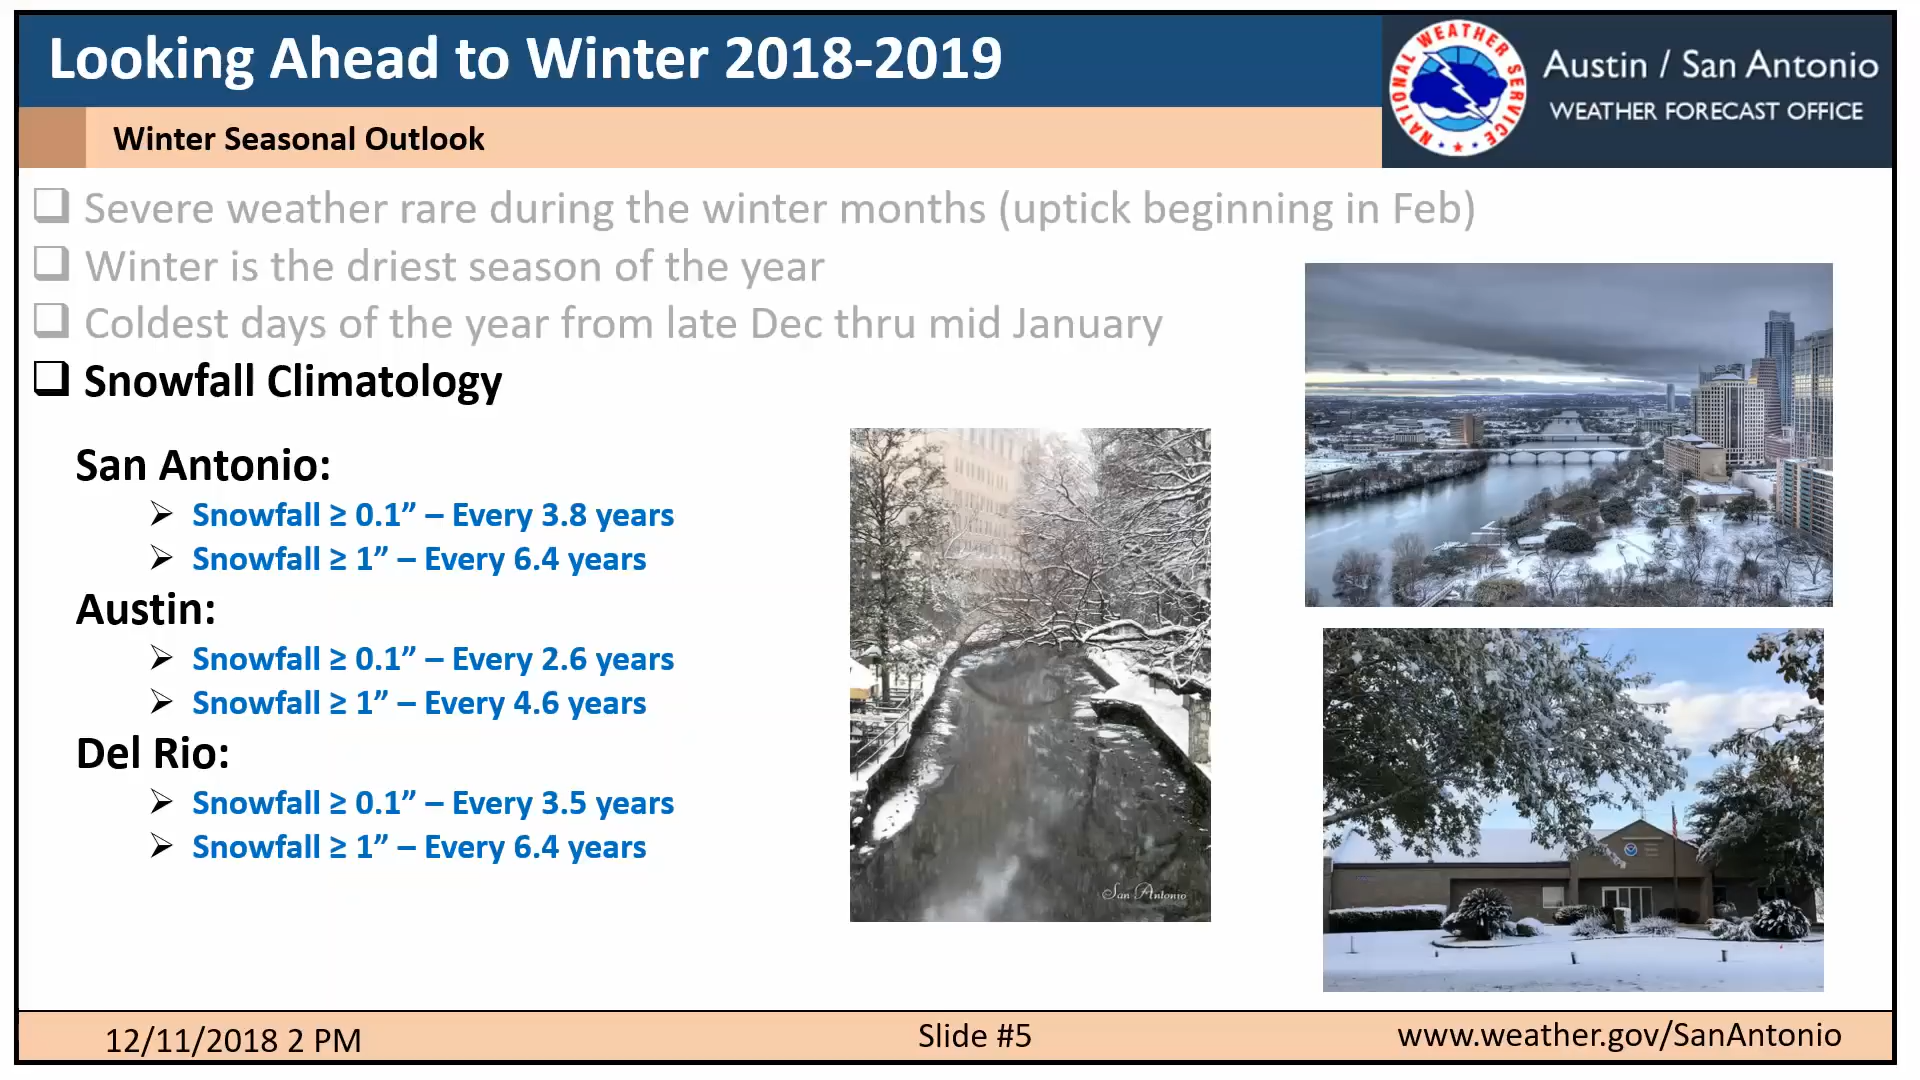 Looking Ahead to Winter 2018-2019
NATIONAL WEATHER SERVICE
Austin / San Antonio
WEATHER FORECAST OFFICE
Winter Seasonal Outlook
❑ Severe weather rare during the winter months (uptick beginning in Feb)
❑ Winter is the driest season of the year
❑ Coldest days of the year from late Dec thru mid January
❑ Snowfall Climatology
San Antonio:
➢ Snowfall ≥ 0.1” – Every 3.8 years
➢ Snowfall ≥ 1” – Every 6.4 years
Austin:
➢ Snowfall ≥ 0.1” – Every 2.6 years
➢ Snowfall ≥ 1” – Every 4.6 years
Del Rio:
➢ Snowfall ≥ 0.1” – Every 3.5 years
➢ Snowfall ≥ 1” – Every 6.4 years
San Antonio
12/11/2018 2 PM
Slide #5
www.weather.gov/SanAntonio